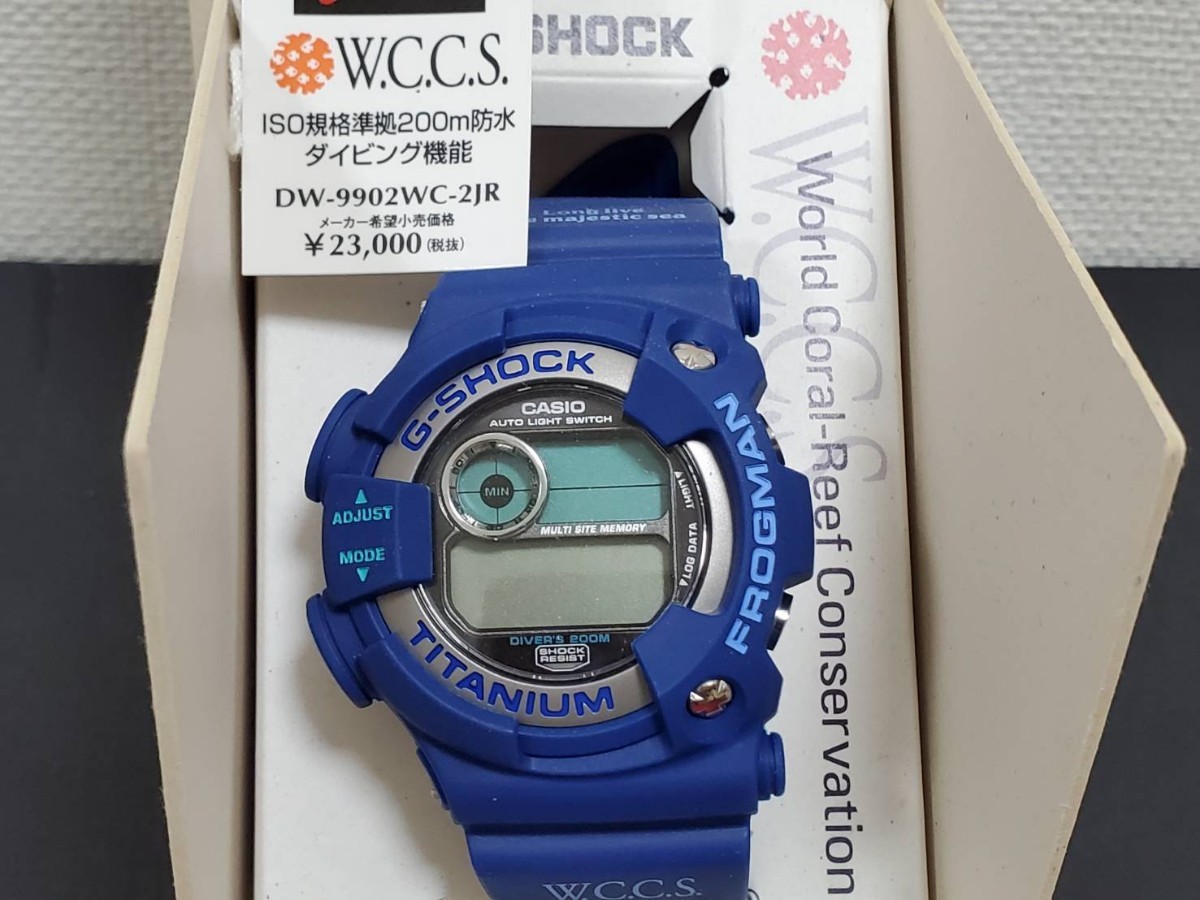 W.C.C.S.
ISO規格準拠200m防水
ダイビング機能
DW-9902WC-2JR
メーカー希望小売価格
¥23,000(税抜)
SHOCK
W.C.C.S.
World Coral-Reef Conservation
Long live
majestic sea
G-SHOCK
CASIO
AUTO LIGHT SWITCH
MIN
MULTI SITE MEMORY
LIGHT
LOG DATA
ADJUST
MODE
FROGMAN
DIVER'S 200M
SHOCK
RESIST
TITANIUM
W.C.C.S.